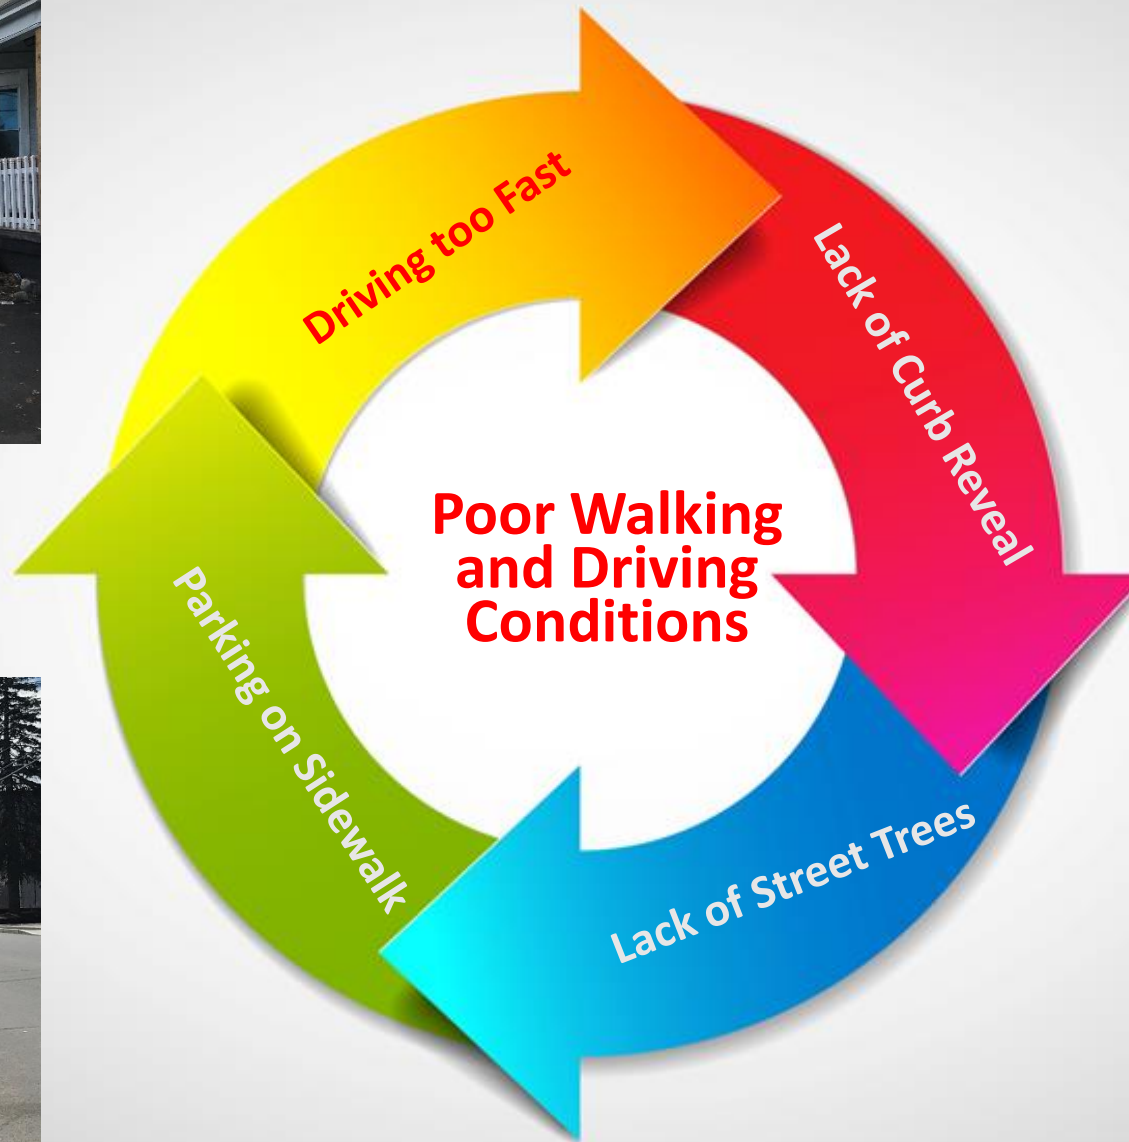 Driving too Fast
Lack of Curb Reveal
Poor Walking
and Driving
Conditions
Parking on Sidewalk
Lack of Street Trees